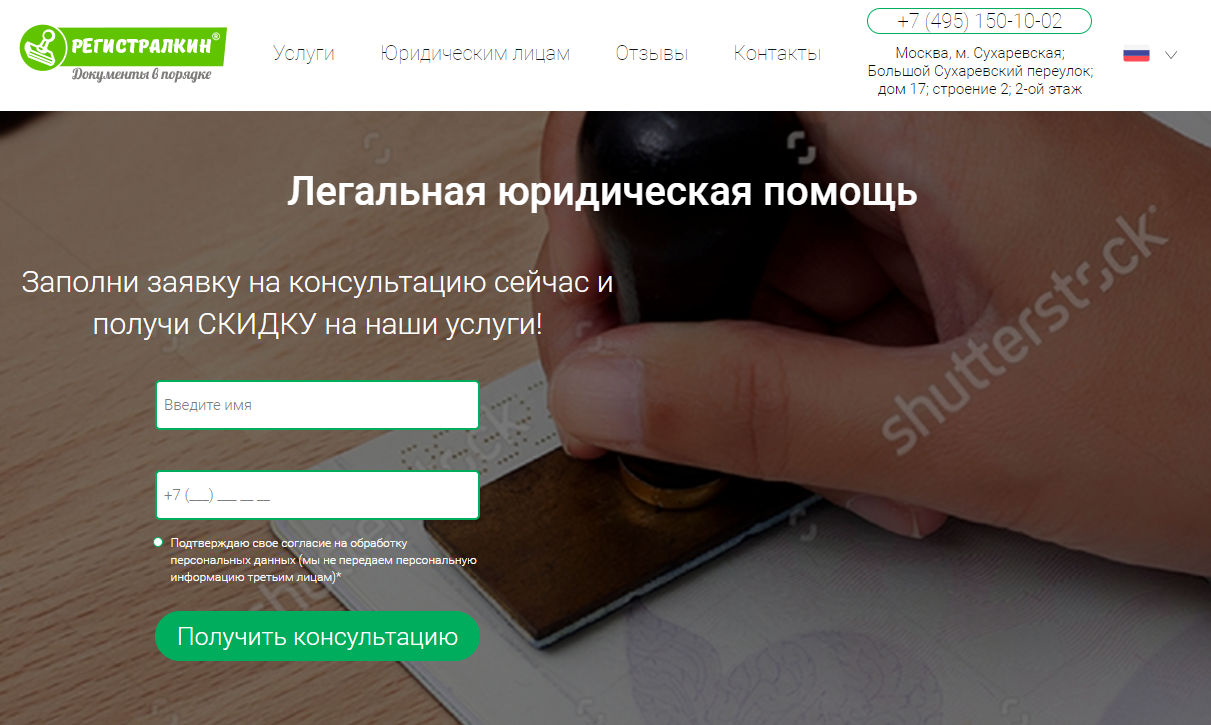 РЕГИСТРАЛКИН®
Документы в порядке
Услуги
Юридическим лицам
Отзывы
Контакты
+7 (495) 150-10-02
Москва, м. Сухаревская;
Большой Сухаревский переулок;
дом 17; строение 2; 2-ой этаж
Легальная юридическая помощь
Заполни заявку на консультацию сейчас и
получи СКИДКУ на наши услуги!
Введите имя
+7 (___) ___ __ __
Подтверждаю свое согласие на обработку
персональных данных (мы не передаем персональную
информацию третьим лицам)*
Получить консультацию
shutterstock
shutterstock